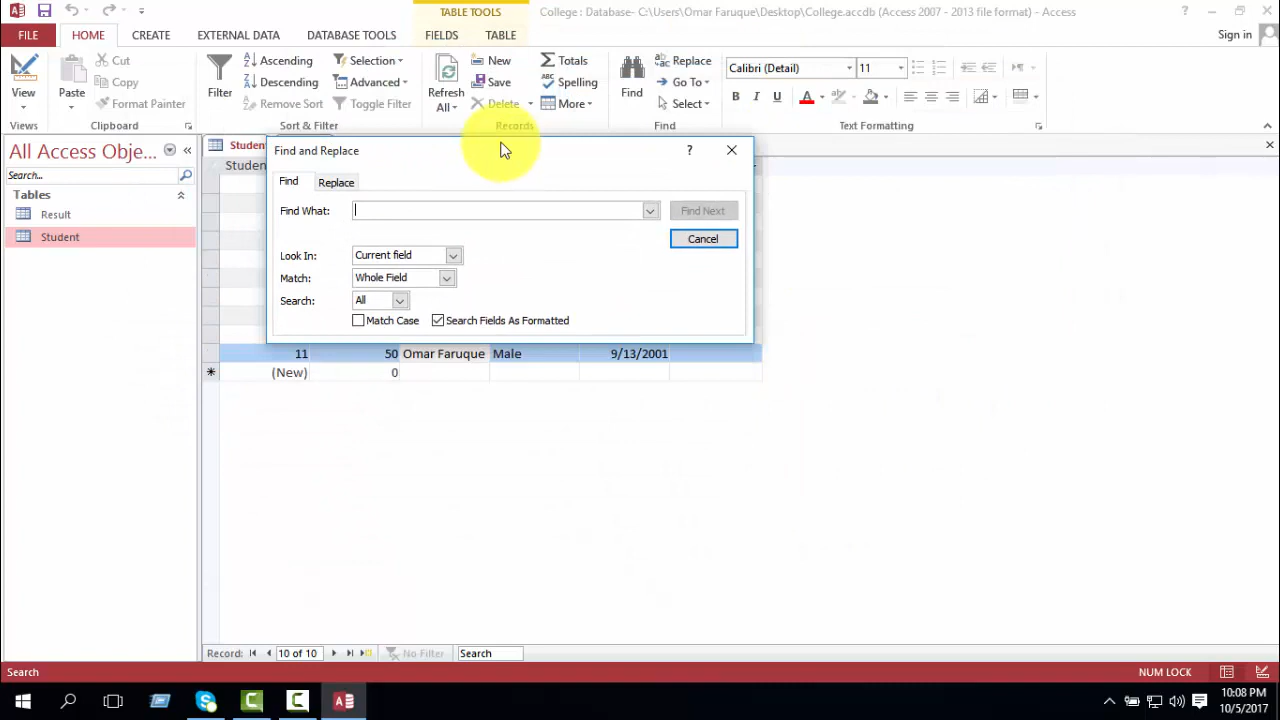 TABLE TOOLS College : Database- C:\Users\Omar Faruque\Desktop\College.accdb (Access 2007 - 2013 file format) - Access ?
FILE HOME CREATE EXTERNAL DATA DATABASE TOOLS FIELDS TABLE Sign in
View
Views
Paste
Cut
Copy
Format Painter
Clipboard
Filter
Ascending
Descending
Remove Sort
Selection
Advanced
Toggle Filter
Sort & Filter
Refresh
All
New
Save
Delete
Totals
Spelling
More
Records
Find
Replace
Go To
Select
Find
Calibri (Detail) 11
B I U A
Text Formatting
All Access Obje...
Search...
Tables
Result
Student
Student
Studen
Find and Replace ?
Find Replace
Find What: Find Next
Cancel
Look In: Current field
Match: Whole Field
Search: All
Match Case Search Fields As Formatted
11 50 Omar Faruque Male 9/13/2001
(New) 0
Record: 10 of 10 No Filter Search
Search NUM LOCK
10:08 PM
10/5/2017